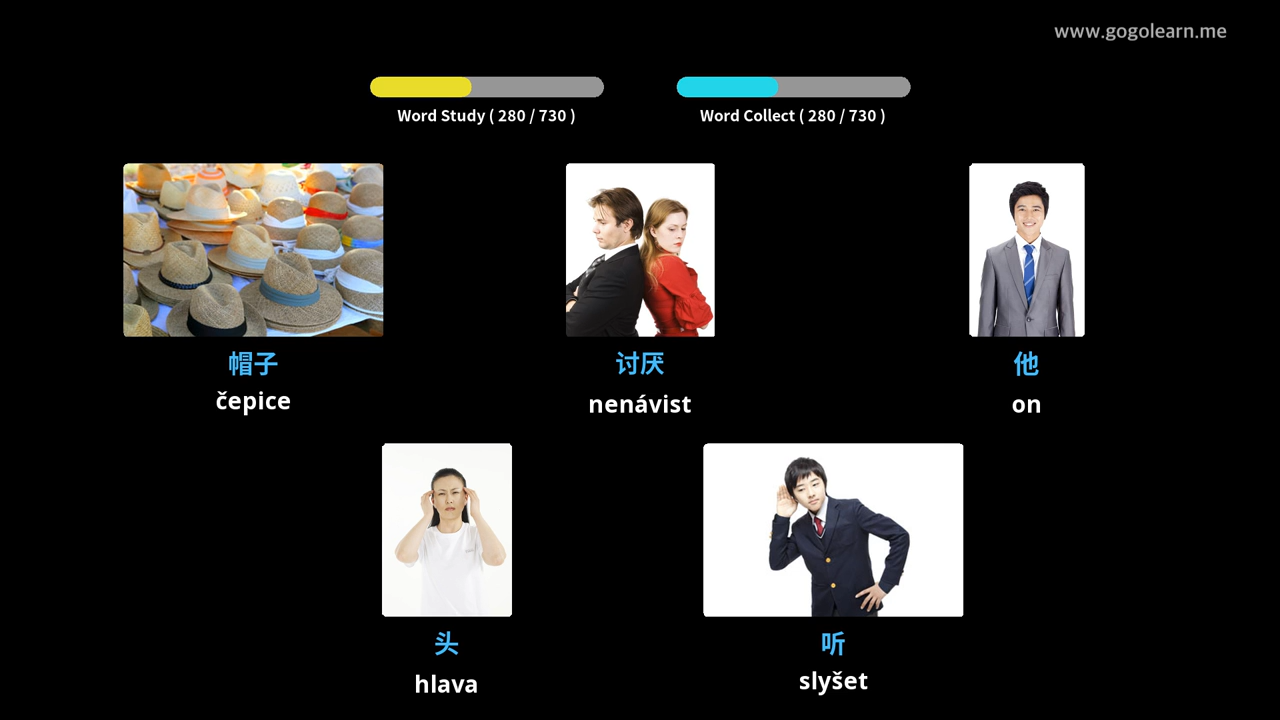 www.gogolearn.me
Word Study ( 280 / 730 )
Word Collect ( 280 / 730 )
帽子
čepice
讨厌
nenávist
他
on
头
hlava
听
slyšet